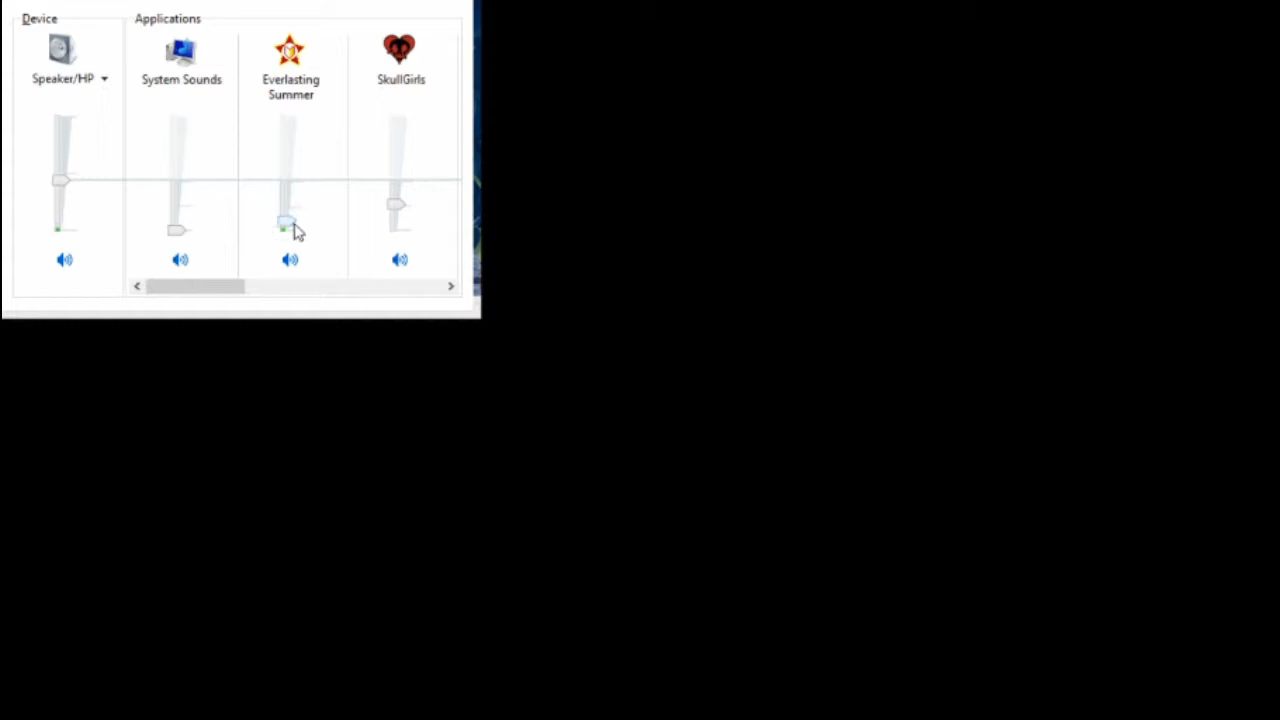 Device
Applications
Speaker/HP
System Sounds
Everlasting
Summer
SkullGirls